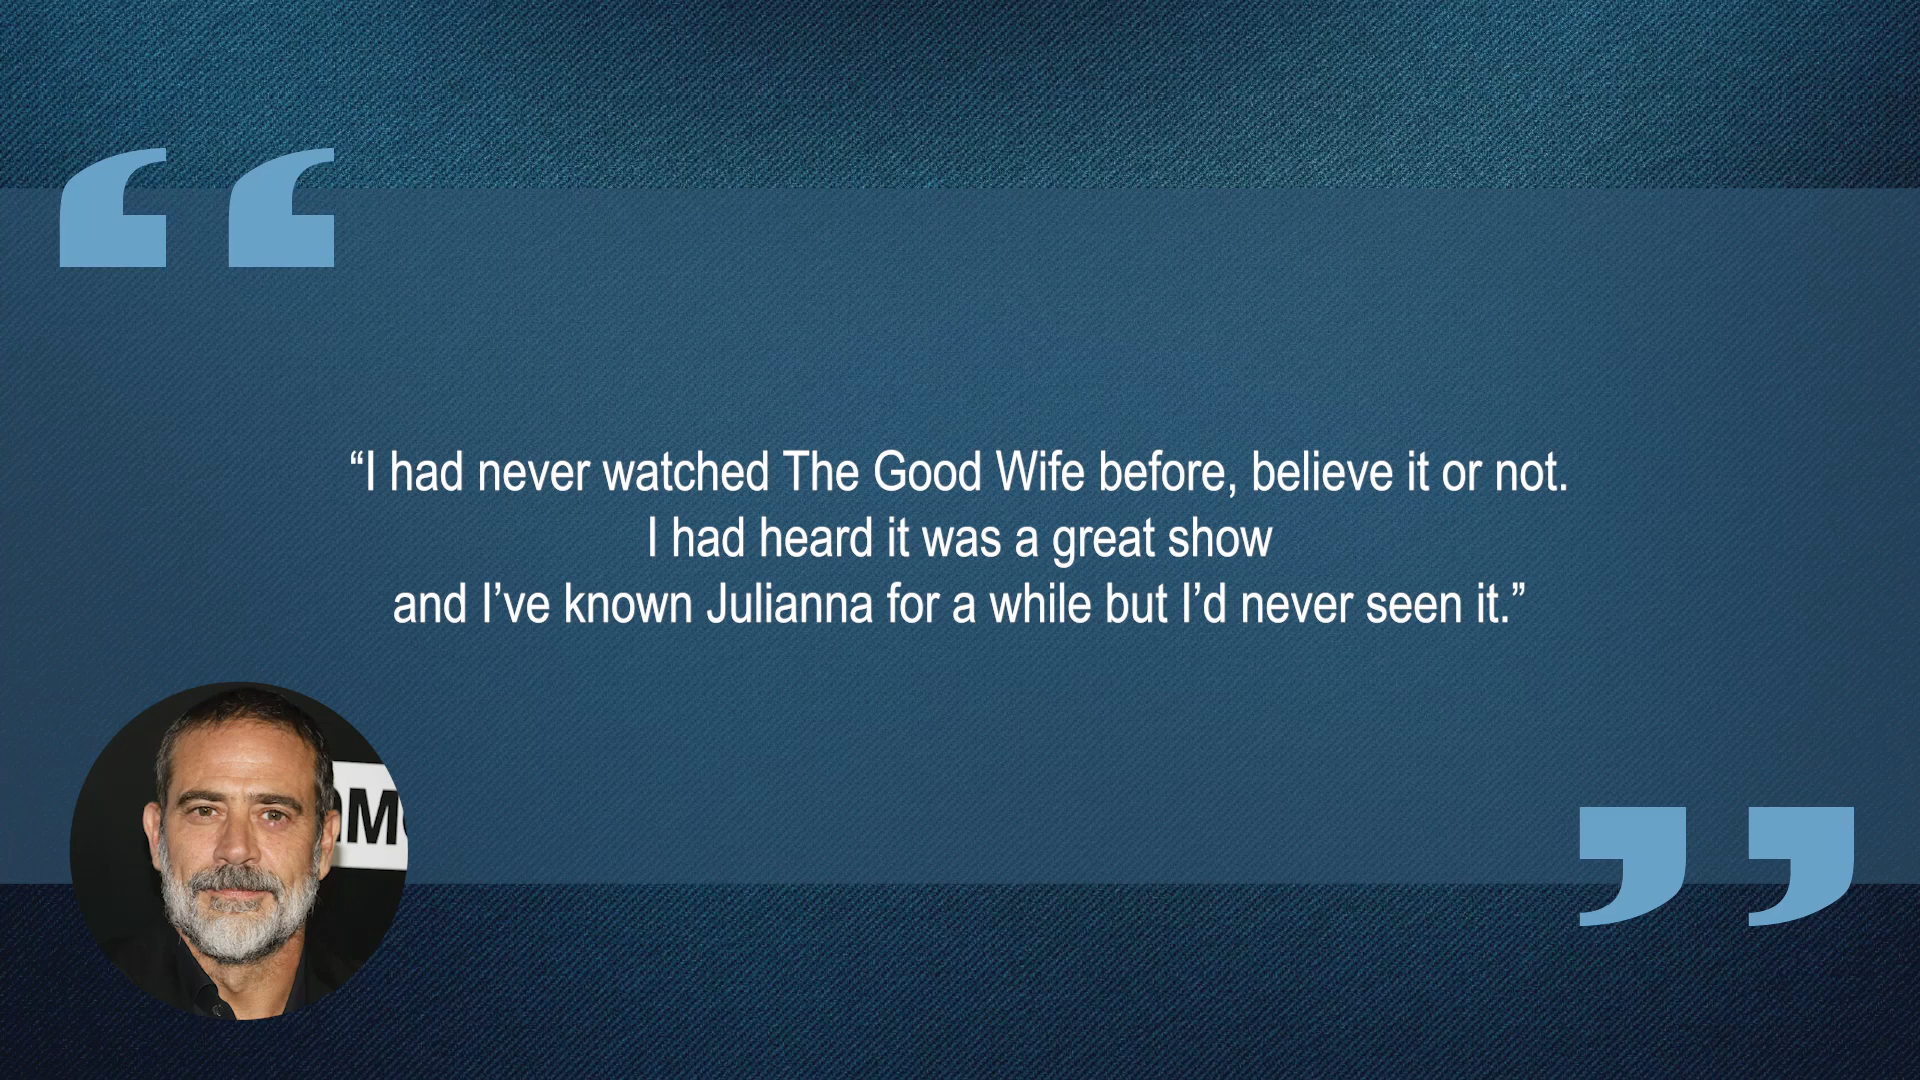 “I had never watched The Good Wife before, believe it or not.
I had heard it was a great show
and I’ve known Julianna for a while but I’d never seen it.”